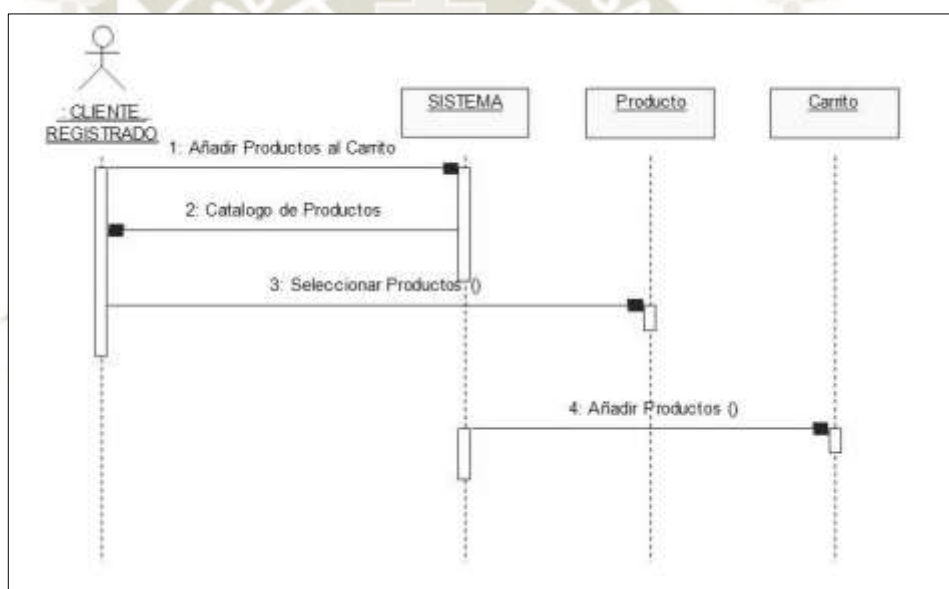 : CLIENTE
REGISTRADO
SISTEMA
Producto
Carrito
1: Añadir Productos al Carrito
2: Catalogo de Productos
3: Seleccionar Productos ()
4: Añadir Productos ()